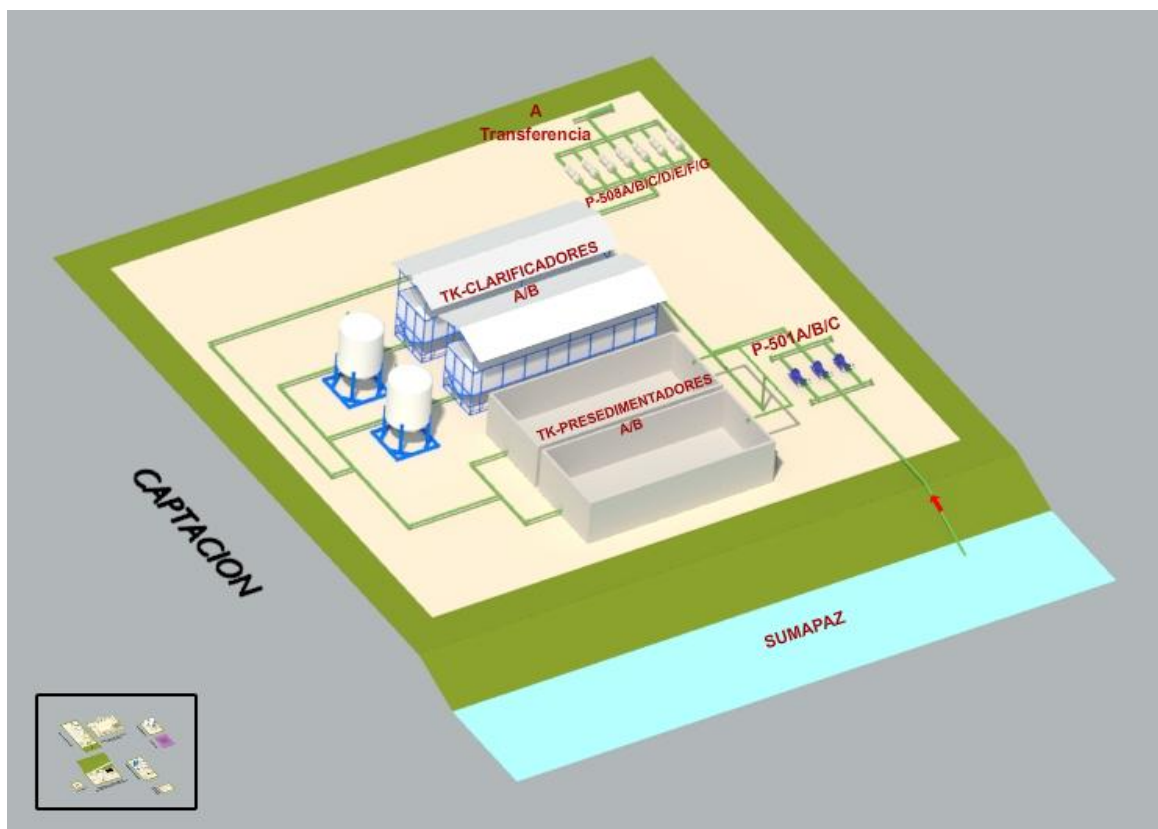 A
Transferencia
P-508A/B/C/D/E/F/G
TK-CLARIFICADORES
A/B
P-501A/B/C
TK-PRESEDIMENTADORES
A/B
CAPTACION
SUMAPAZ